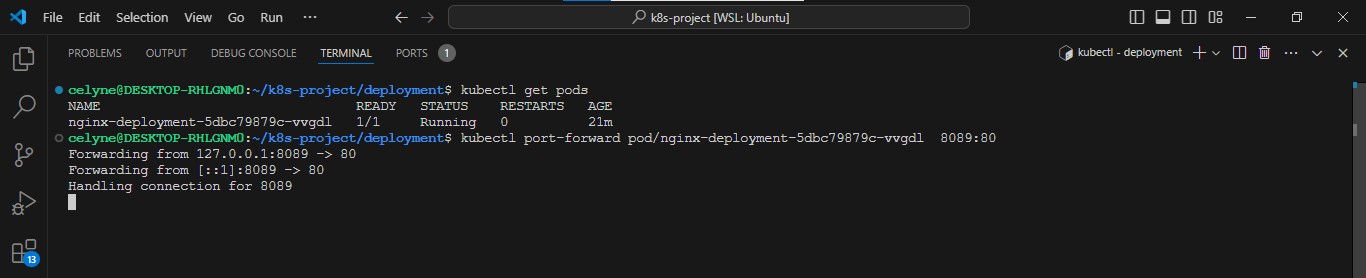 File Edit Selection View Go Run ··· k8s-project [WSL: Ubuntu]
PROBLEMS OUTPUT DEBUG CONSOLE TERMINAL PORTS 1 kubectl - deployment
celyne@DESKTOP-RHLGNM0:~/k8s-project/deployment$ kubectl get pods
NAME READY STATUS RESTARTS AGE
nginx-deployment-5dbc79879c-vvgdl 1/1 Running 0 21m
celyne@DESKTOP-RHLGNM0:~/k8s-project/deployment$ kubectl port-forward pod/nginx-deployment-5dbc79879c-vvgdl 8089:80
Forwarding from 127.0.0.1:8089 -> 80
Forwarding from [::1]:8089 -> 80
Handling connection for 8089
13